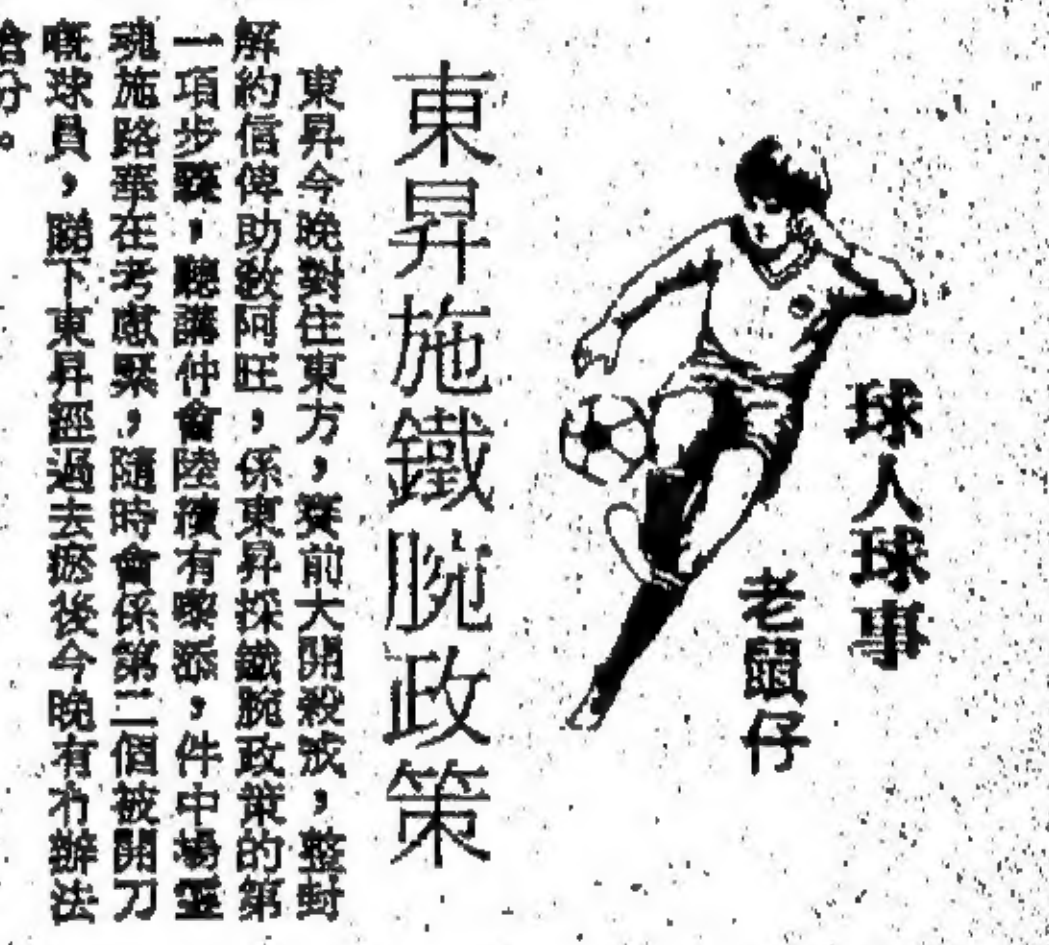 球人球事
老鼠仔
東昇施鐵腕政策
東昇今晚對住東方，賽前大開殺戒，整封
解約信俾助教阿旺，係東昇採鐵腕政策的第
一項步驟，聽講仲會陸續有嚟添，件中場靈
魂施路華在考慮緊，隨時會係第二個被開刀
嘅球員，睇下東昇經過去瘀後今晚有冇辦法
搶分。